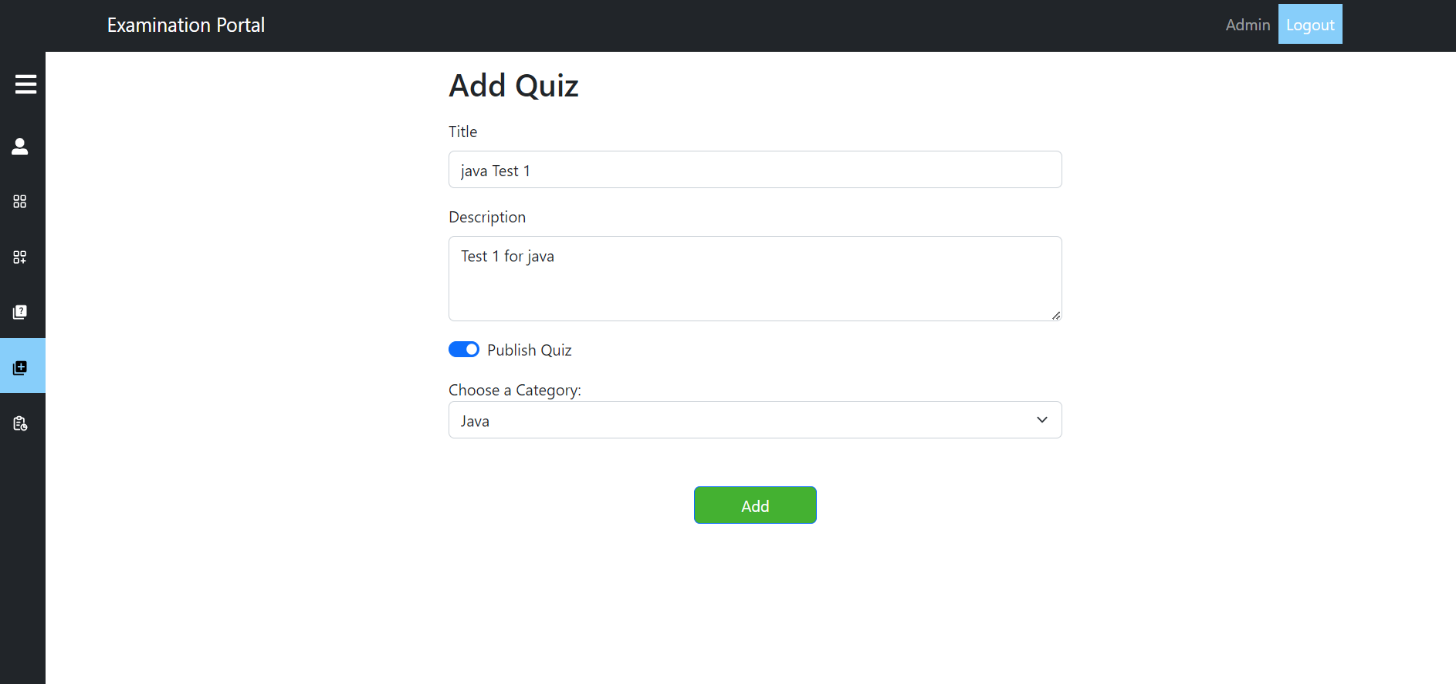 Examination Portal
Admin
Logout
Add Quiz
Title
java Test 1
Description
Test 1 for java
Publish Quiz
Choose a Category:
Java
Add